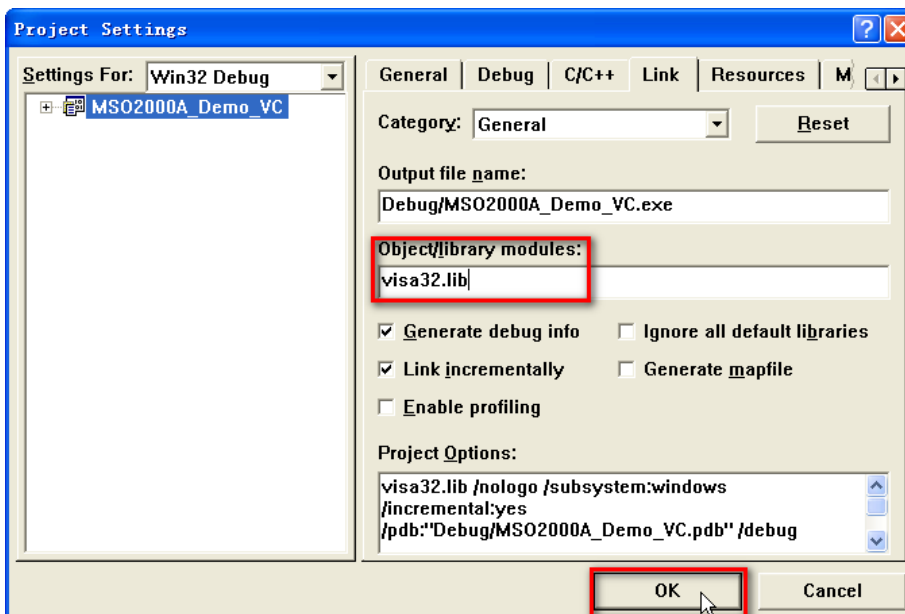 Project Settings
Settings For: Win32 Debug
MSO2000A_Demo_VC
General Debug C/C++ Link Resources M
Category: General Reset
Output file name:
Debug/MSO2000A_Demo_VC.exe
Object/library modules:
visa32.lib
Generate debug info Ignore all default libraries
Link incrementally Generate mapfile
Enable profiling
Project Options:
visa32.lib /nologo /subsystem:windows
/incremental:yes
/pdb:"Debug/MSO2000A_Demo_VC.pdb" /debug
OK Cancel